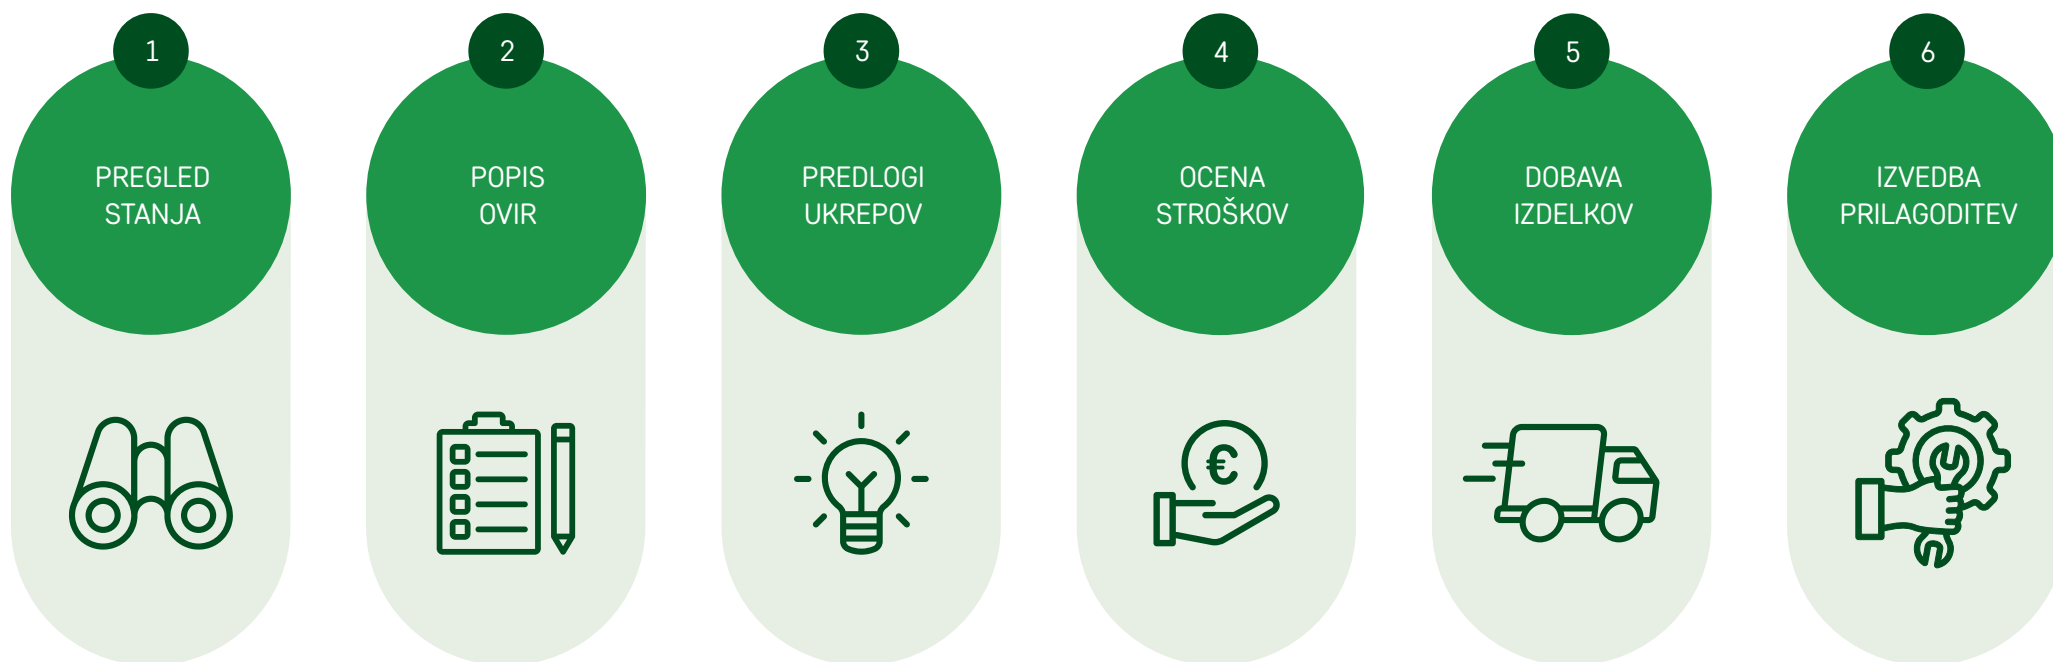 1
PREGLED
STANJA
2
POPIS
OVIR
3
PREDLOGI
UKREPOV
4
OCENA
STROŠKOV
€
5
DOBAVA
IZDELKOV
6
IZVEDBA
PRILAGODITEV